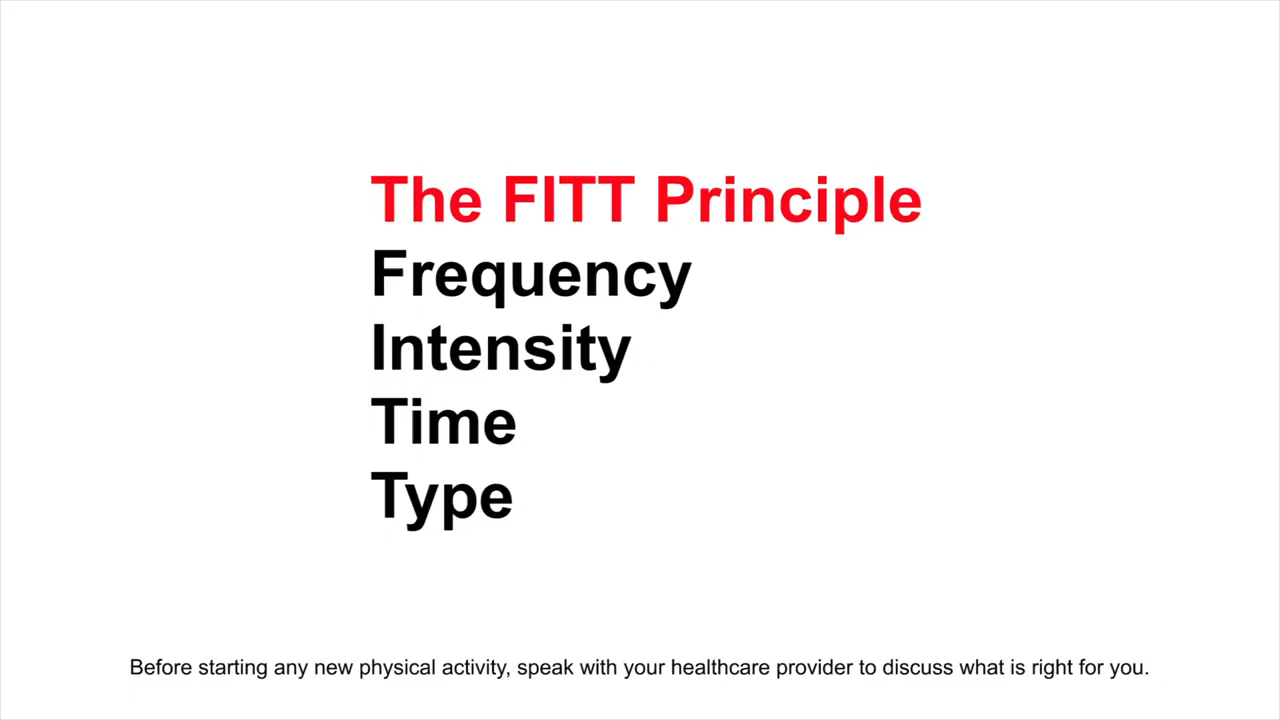 The FITT Principle
Frequency
Intensity
Time
Type
Before starting any new physical activity, speak with your healthcare provider to discuss what is right for you.